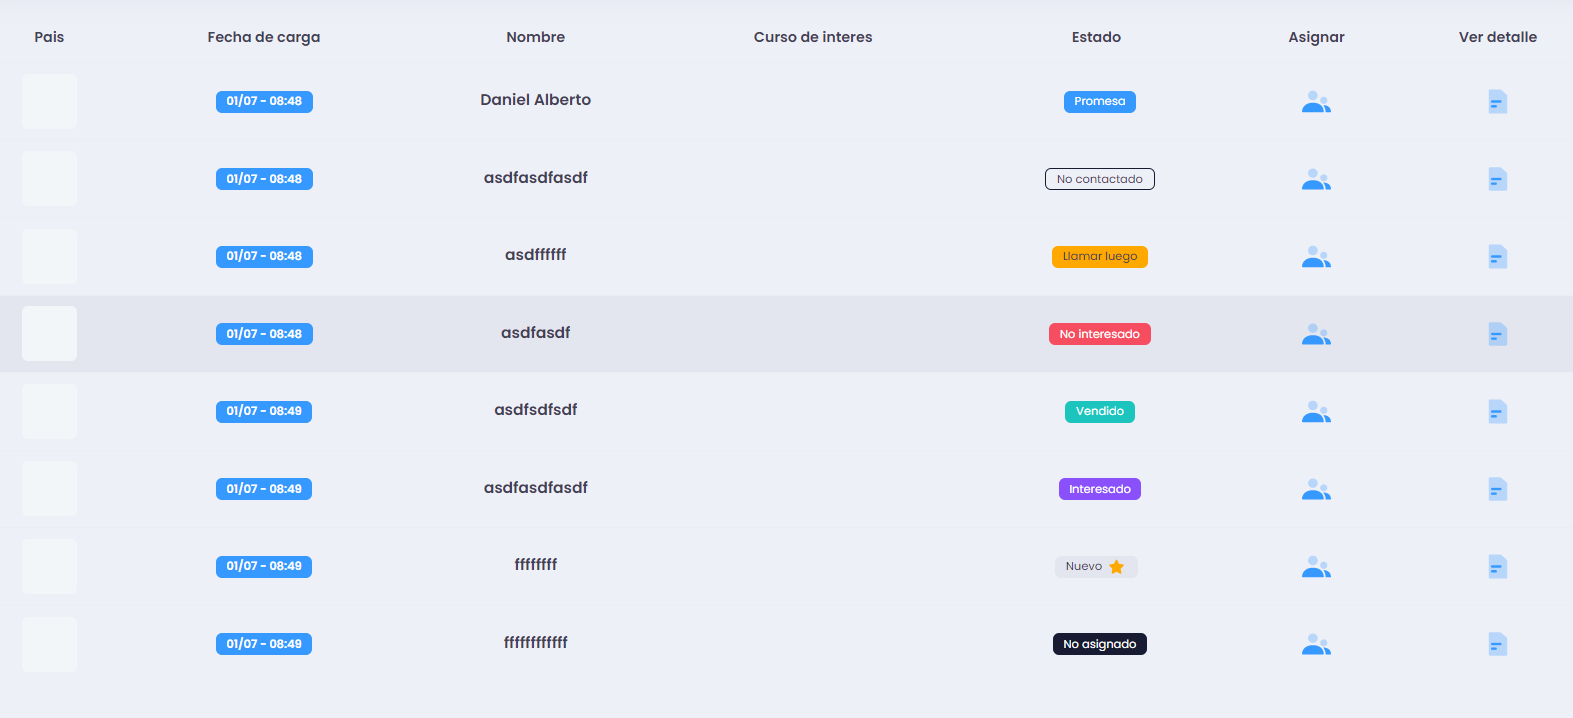 Pais Fecha de carga Nombre Curso de interes Estado Asignar Ver detalle
01/07 - 08:48 Daniel Alberto Promesa
01/07 - 08:48 asdfasdfasdf No contactado
01/07 - 08:48 asdffffff Llamar luego
01/07 - 08:48 asdfasdf No interesado
01/07 - 08:49 asdfsdfsdf Vendido
01/07 - 08:49 asdfasdfasdf Interesado
01/07 - 08:49 ffffffff Nuevo
01/07 - 08:49 ffffffffffff No asignado